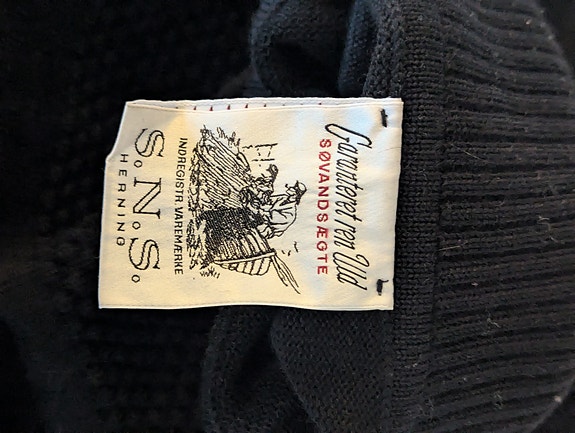 Garanteret ren Uld
SØVANDSÆGTE
INDREGISTR. VAREMÆRKE
S.N.S.
HERNING